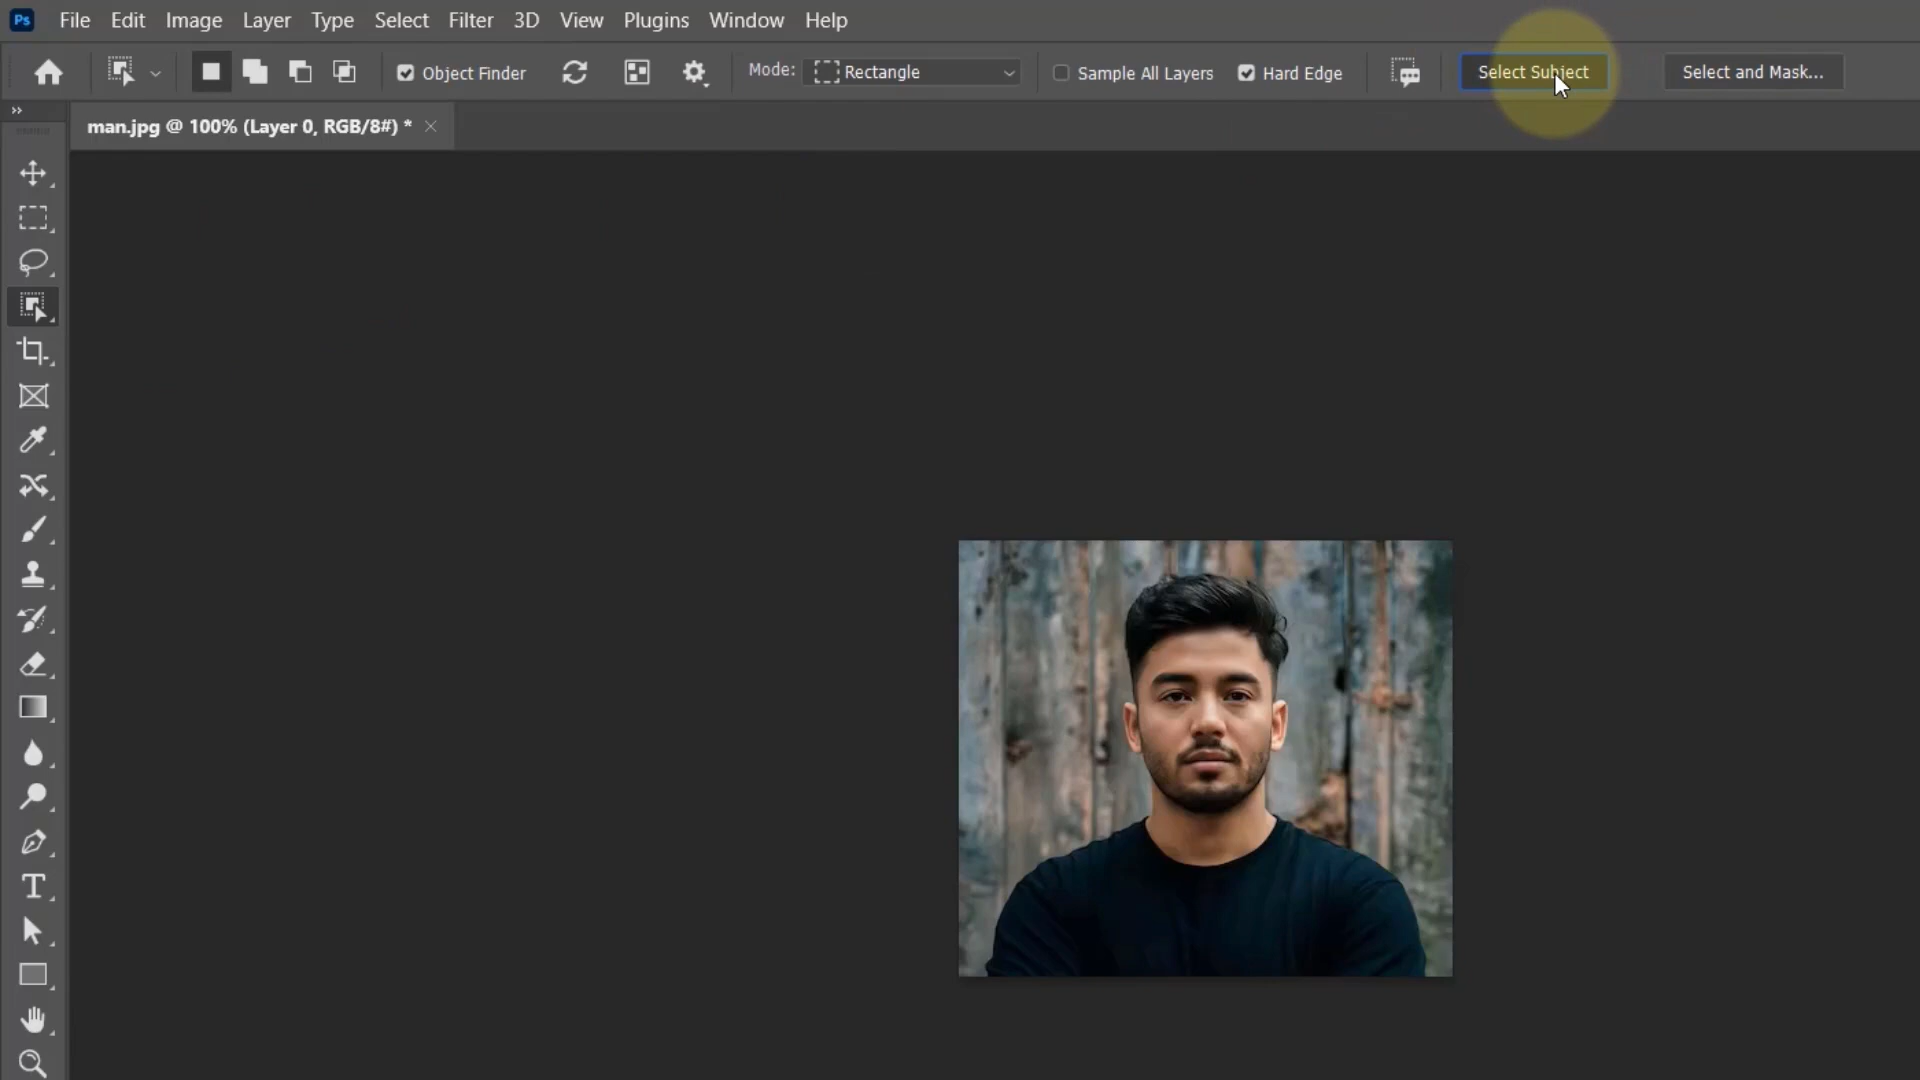 Ps File Edit Image Layer Type Select Filter 3D View Plugins Window Help
Object Finder Mode: Rectangle Sample All Layers Hard Edge Select Subject Select and Mask...
man.jpg @ 100% (Layer 0, RGB/8#) *